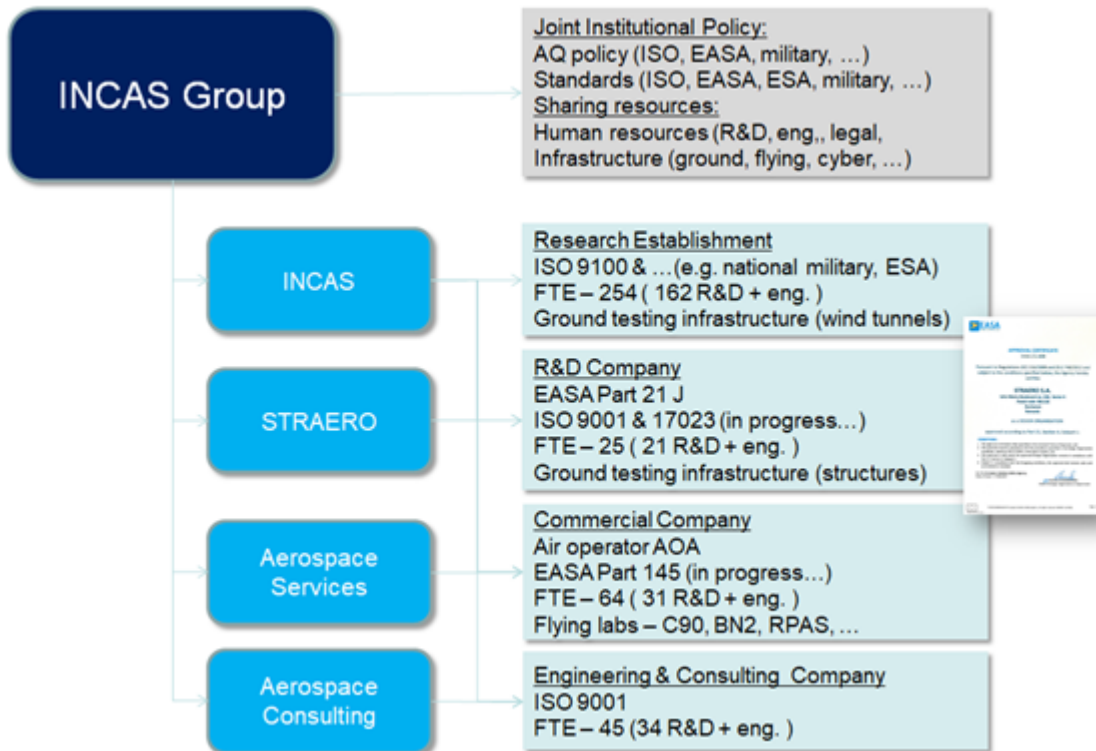 INCAS Group
Joint Institutional Policy:
AQ policy (ISO, EASA, military, …)
Standards (ISO, EASA, ESA, military, …)
Sharing resources:
Human resources (R&D, eng,, legal,
Infrastructure (ground, flying, cyber, …)
INCAS
Research Establishment
ISO 9100 & …(e.g. national military, ESA)
FTE – 254 ( 162 R&D + eng. )
Ground testing infrastructure (wind tunnels)
EASA
STRAERO
R&D Company
EASA Part 21 J
ISO 9001 & 17023 (in progress…)
FTE – 25 ( 21 R&D + eng. )
Ground testing infrastructure (structures)
STRAERO S.A.
Aerospace
Services
Commercial Company
Air operator AOA
EASA Part 145 (in progress…)
FTE – 64 ( 31 R&D + eng. )
Flying labs – C90, BN2, RPAS, …
Aerospace
Consulting
Engineering & Consulting Company
ISO 9001
FTE – 45 (34 R&D + eng. )